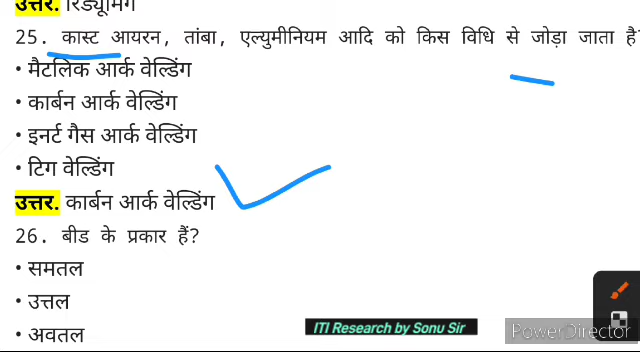 उत्तर. रिड्यूमिंग
25. कास्ट आयरन, तांबा, एल्युमीनियम आदि को किस विधि से जोड़ा जाता है
• मैटलिक आर्क वेल्डिंग
• कार्बन आर्क वेल्डिंग
• इनर्ट गैस आर्क वेल्डिंग
• टिग वेल्डिंग
उत्तर. कार्बन आर्क वेल्डिंग
26. बीड के प्रकार हैं?
• समतल
• उत्तल
• अवतल
ITI Research by Sonu Sir
PowerDirector